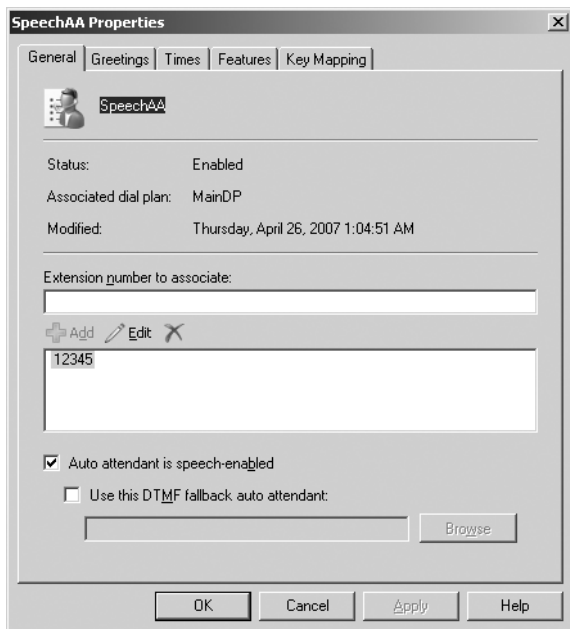 SpeechAA Properties
General Greetings Times Features Key Mapping
SpeechAA
Status: Enabled
Associated dial plan: MainDP
Modified: Thursday, April 26, 2007 1:04:51 AM
Extension number to associate:
Add Edit
12345
Auto attendant is speech-enabled
Use this DTMF fallback auto attendant:
Browse
OK Cancel Apply Help